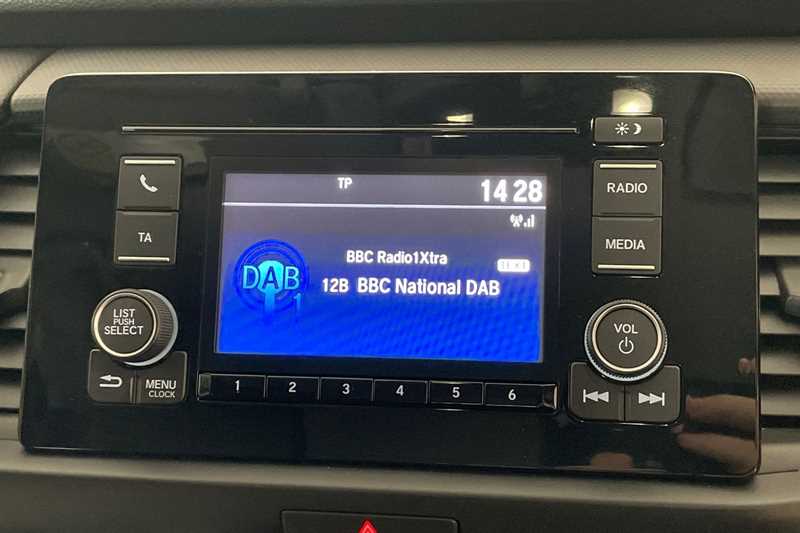 TP
14 28
BBC Radio1Xtra
TEXT
DAB
1
12B BBC National DAB
TA
RADIO
MEDIA
LIST
PUSH
SELECT
VOL
MENU
CLOCK
1 2 3 4 5 6